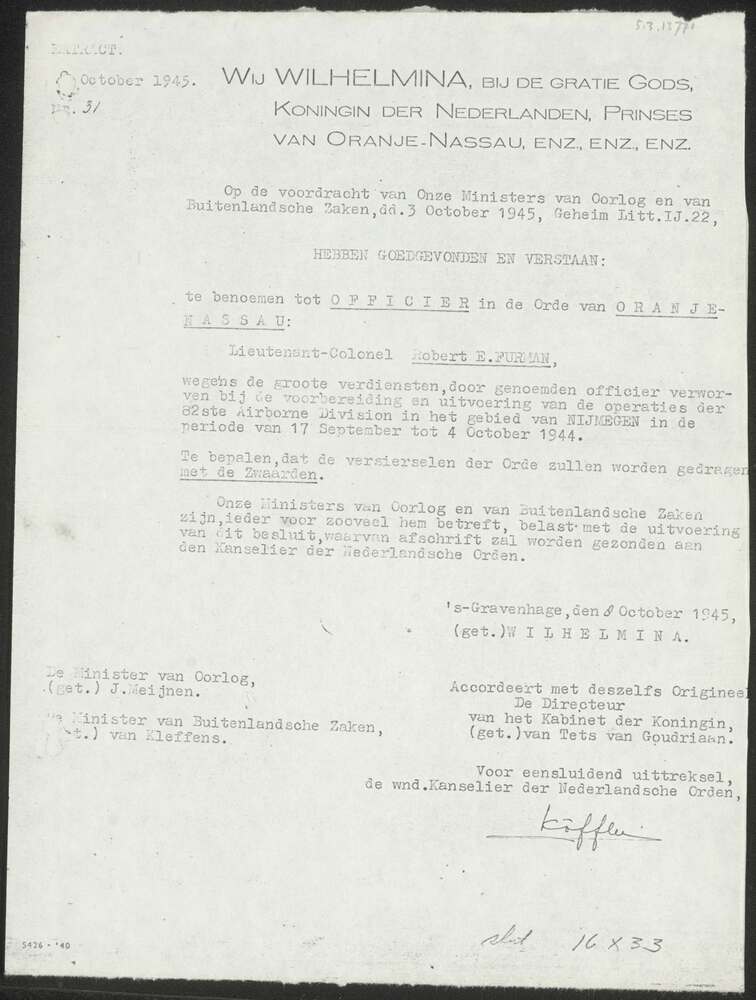 513.1377
EXTRACT.
8 October 1945.
nr. 31
WIJ WILHELMINA, BIJ DE GRATIE GODS,
KONINGIN DER NEDERLANDEN, PRINSES
VAN ORANJE-NASSAU, ENZ., ENZ., ENZ.
Op de voordracht van Onze Ministers van Oorlog en van
Buitenlandsche Zaken,dd.3 October 1945, Geheim Litt.IJ.22,
HEBBEN GOEDGEVONDEN EN VERSTAAN:
te benoemen tot O F F I C I E R in de Orde van O R A N J E-
N A S S A U:
Lieutenant-Colonel Robert E.FURMAN,
wegens de groote verdiensten,door genoemden officier verwor-
ven bij de voorbereiding en uitvoering van de operaties der
82ste Airborne Division in het gebied van NIJMEGEN in de
periode van 17 September tot 4 October 1944.
Te bepalen,dat de versierselen der Orde zullen worden gedragen
met de Zwaarden.
Onze Ministers van Oorlog en van Buitenlandsche Zaken
zijn,ieder voor zooveel hem betreft, belast met de uitvoering
van dit besluit,waarvan afschrift zal worden gezonden aan
den Kanselier der Nederlandsche Orden.
's-Gravenhage,den 8 October 1945,
(get.)W I L H E L M I N A.
De Minister van Oorlog,
(get.) J.Meijnen.
De Minister van Buitenlandsche Zaken,
(get.) van Kleffens.
Accordeert met deszelfs Origineel
De Directeur
van het Kabinet der Koningin,
(get.)van Tets van Goudriaan.
Voor eensluidend uittreksel,
de wnd.Kanselier der Nederlandsche Orden,
5426 - '40
16 X 33